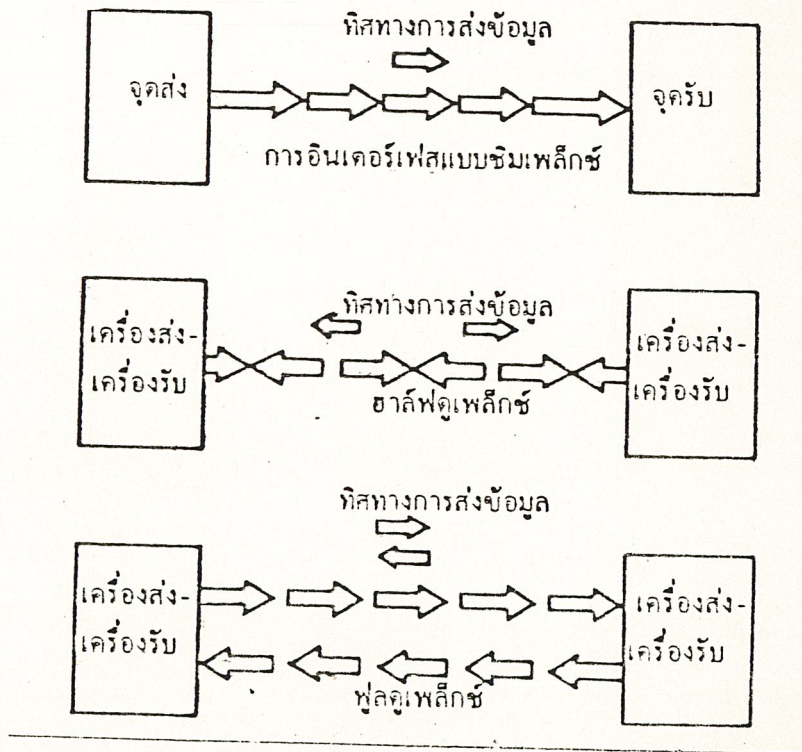 ทิศทางการส่งข้อมูล
จุดส่ง
จุดรับ
การอินเตอร์เฟสแบบซิมเพล็กซ์
ทิศทางการส่งข้อมูล
เครื่องส่ง-
เครื่องรับ
เครื่องส่ง-
เครื่องรับ
ฮาล์ฟดูเพล็กซ์
ทิศทางการส่งข้อมูล
เครื่องส่ง-
เครื่องรับ
เครื่องส่ง-
เครื่องรับ
ฟูลดูเพล็กซ์